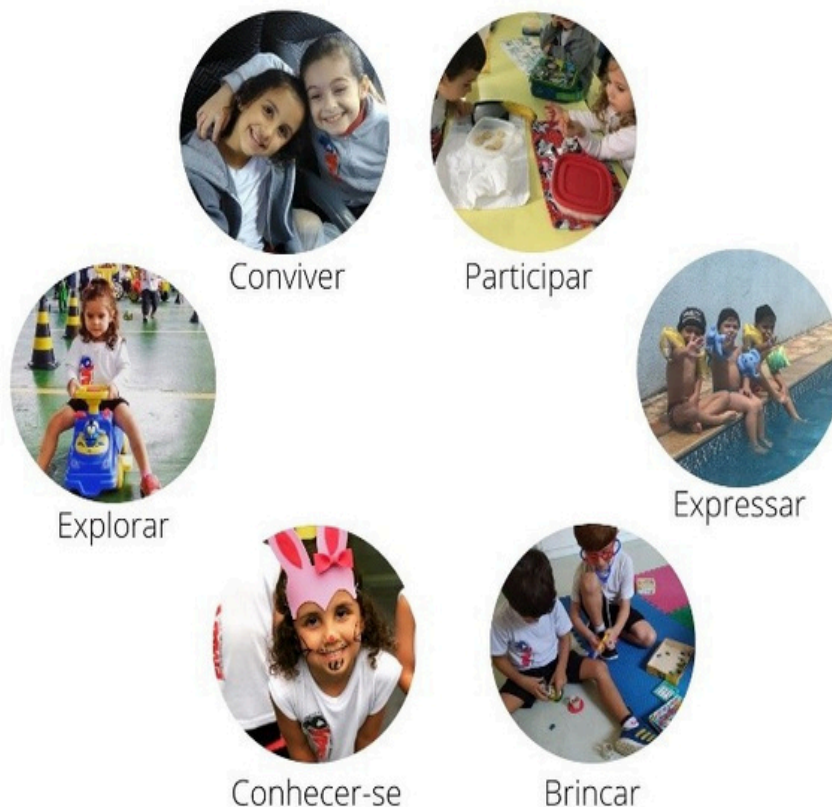 Conviver
Participar
Explorar
Expressar
Conhecer-se
Brincar